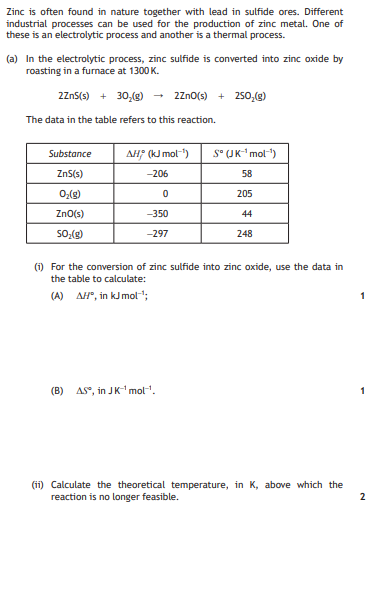 Zinc is often found in nature together with lead in sulfide ores. Different
industrial processes can be used for the production of zinc metal. One of
these is an electrolytic process and another is a thermal process.
(a) In the electrolytic process, zinc sulfide is converted into zinc oxide by
roasting in a furnace at 1300 K.
2ZnS(s) + 3O₂(g) → 2ZnO(s) + 2SO₂(g)
The data in the table refers to this reaction.
Substance ΔHf° (kJ mol⁻¹) S° (J K⁻¹ mol⁻¹)
ZnS(s) −206 58
O₂(g) 0 205
ZnO(s) −350 44
SO₂(g) −297 248
(i) For the conversion of zinc sulfide into zinc oxide, use the data in
the table to calculate:
(A) ΔH°, in kJ mol⁻¹; 1
(B) ΔS°, in J K⁻¹ mol⁻¹. 1
(ii) Calculate the theoretical temperature, in K, above which the
reaction is no longer feasible. 2